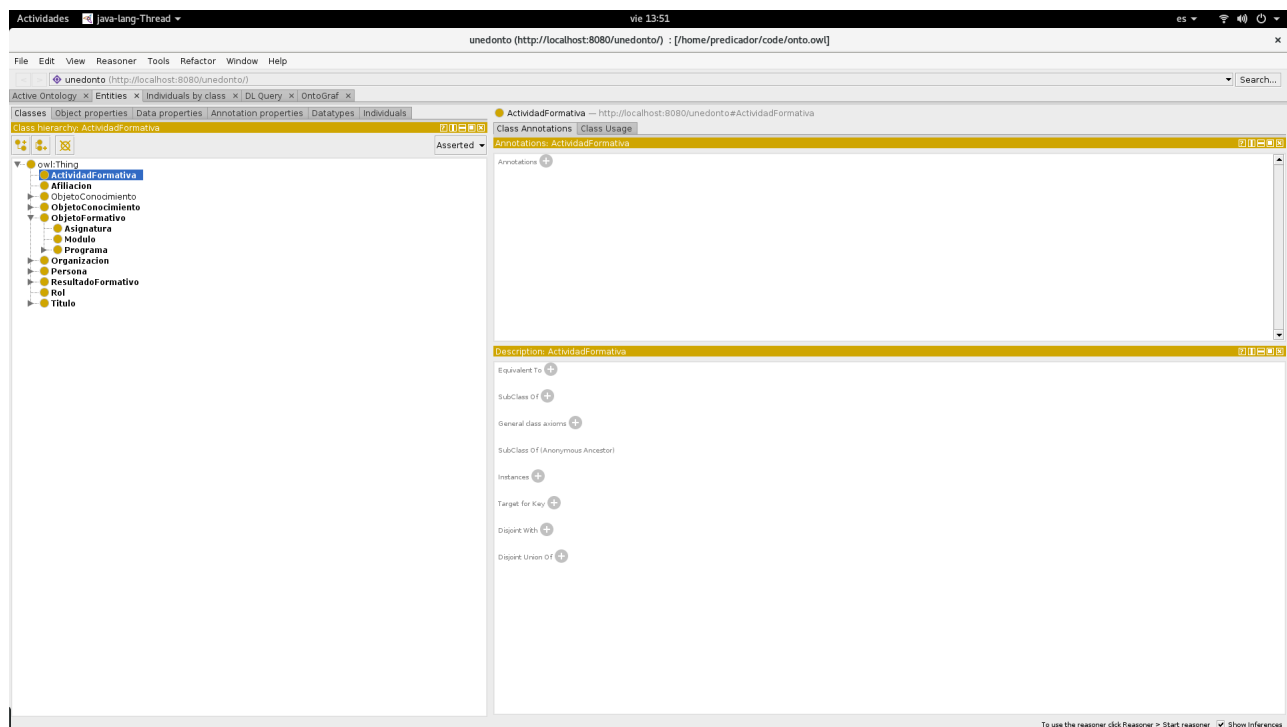 Actividades java-lang-Thread vie 13:51 es
unedonto (http://localhost:8080/unedonto/) : [/home/predicador/code/onto.owl] ×
File Edit View Reasoner Tools Refactor Window Help
unedonto (http://localhost:8080/unedonto/) Search...
Active Ontology × Entities × Individuals by class × DL Query × OntoGraf ×
Classes Object properties Data properties Annotation properties Datatypes Individuals
Class hierarchy: ActividadFormativa
Asserted
owl:Thing
ActividadFormativa
Afiliacion
ObjetoConocimiento
ObjetoConocimiento
ObjetoFormativo
Asignatura
Modulo
Programa
Organizacion
Persona
ResultadoFormativo
Rol
Titulo
ActividadFormativa — http://localhost:8080/unedonto#ActividadFormativa
Class Annotations Class Usage
Annotations: ActividadFormativa
Annotations
Description: ActividadFormativa
Equivalent To
SubClass Of
General class axioms
SubClass Of (Anonymous Ancestor)
Instances
Target for Key
Disjoint With
Disjoint Union Of
To use the reasoner click Reasoner > Start reasoner Show Inferences